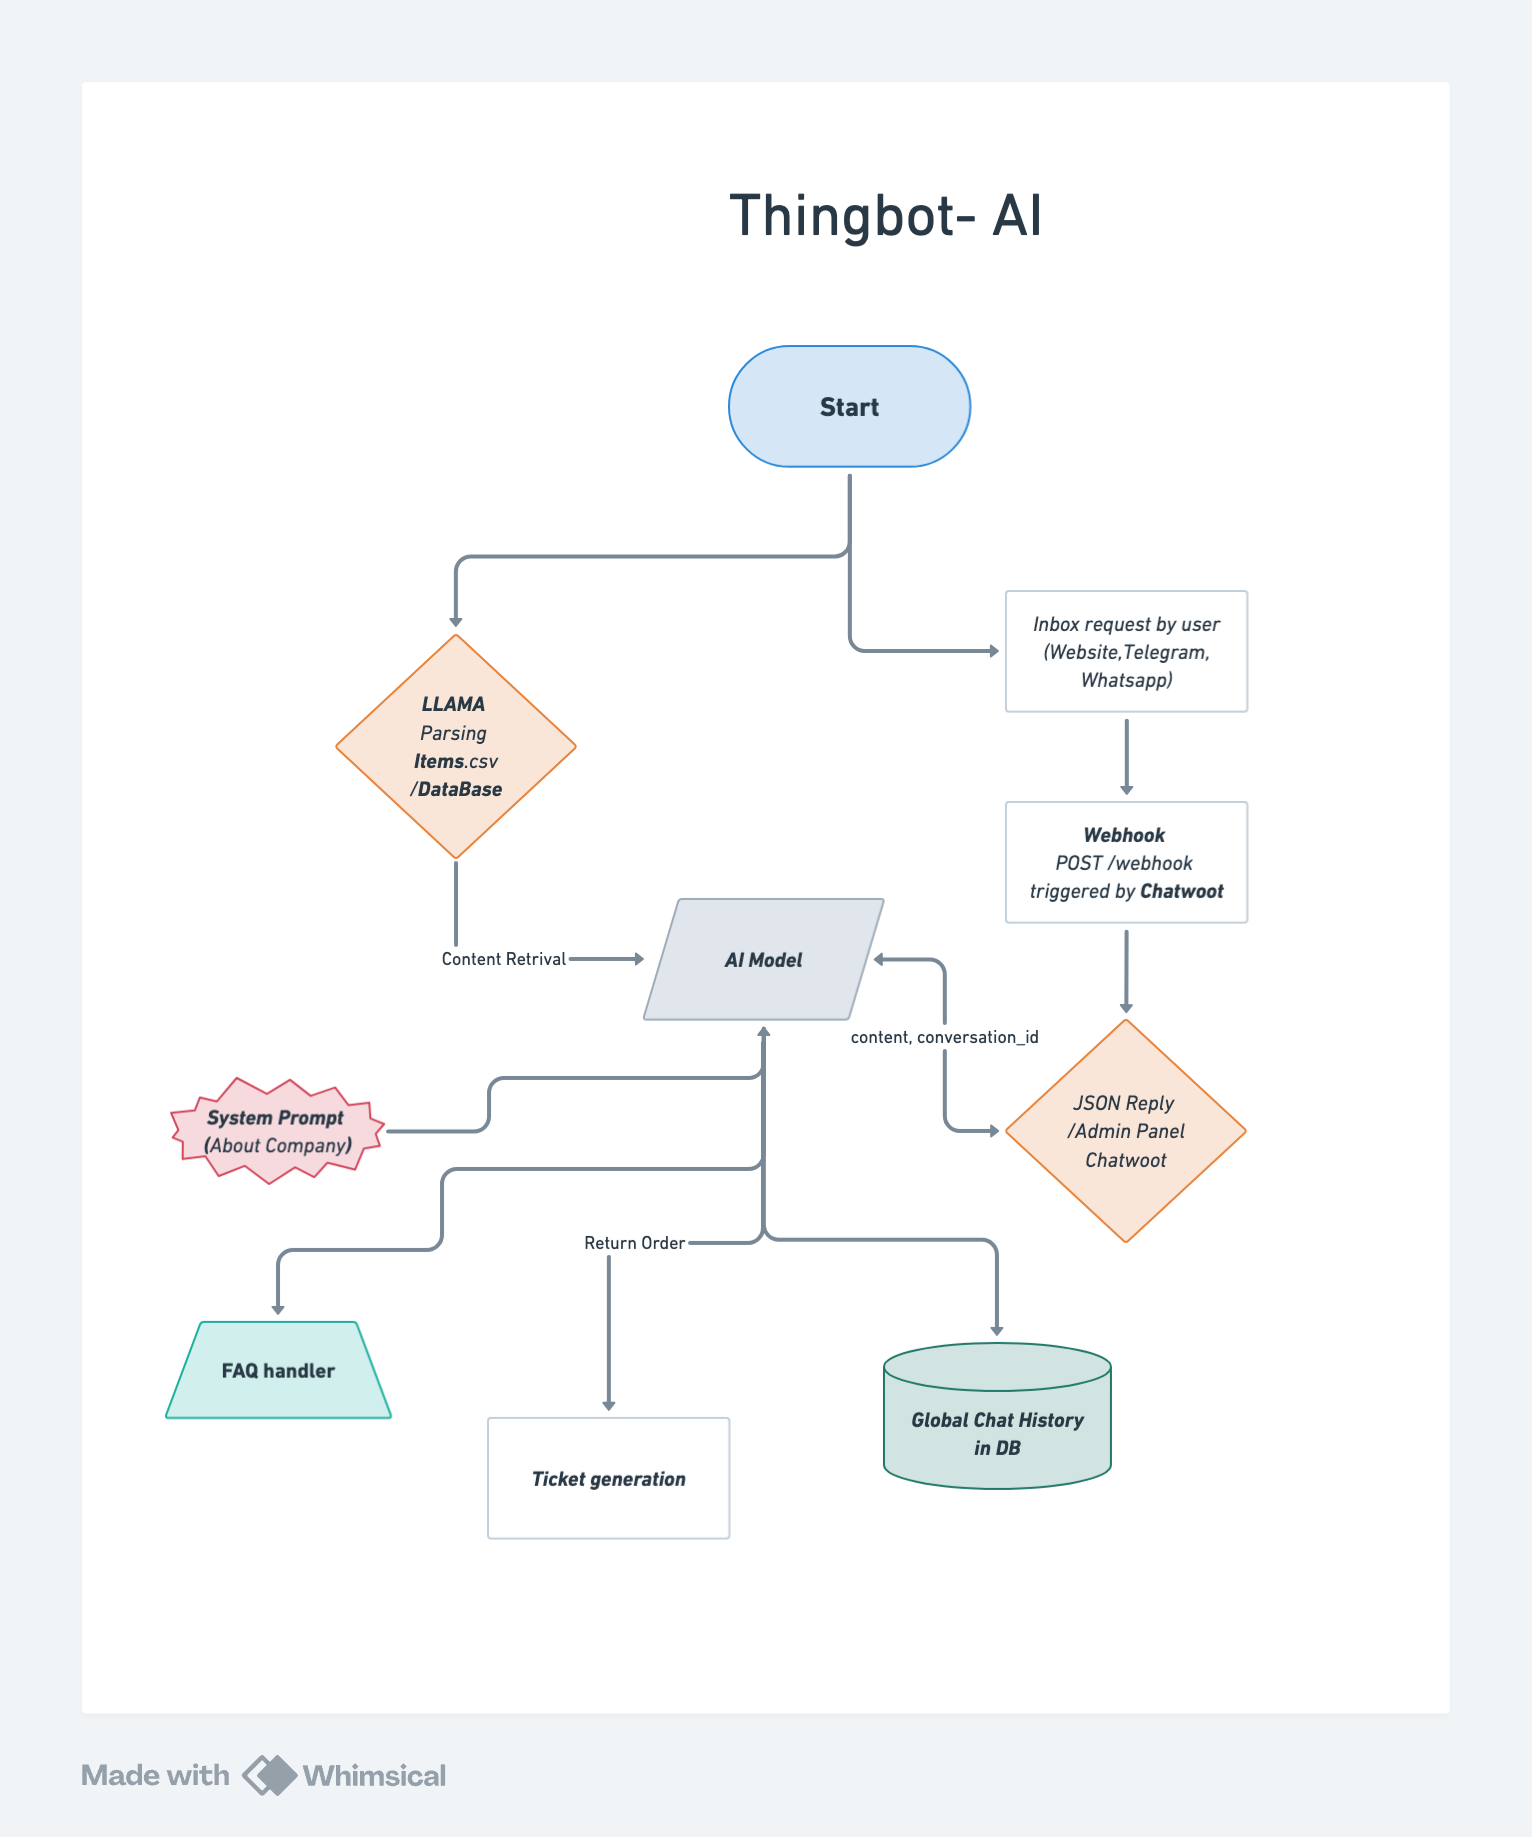 Thingbot- AI
Start
Inbox request by user
(Website,Telegram,
Whatsapp)
LLAMA
Parsing
Items.csv
/DataBase
Webhook
POST /webhook
triggered by Chatwoot
Content Retrival
AI Model
content, conversation_id
System Prompt
(About Company)
JSON Reply
/Admin Panel
Chatwoot
Return Order
FAQ handler
Global Chat History
in DB
Ticket generation
Made with Whimsical